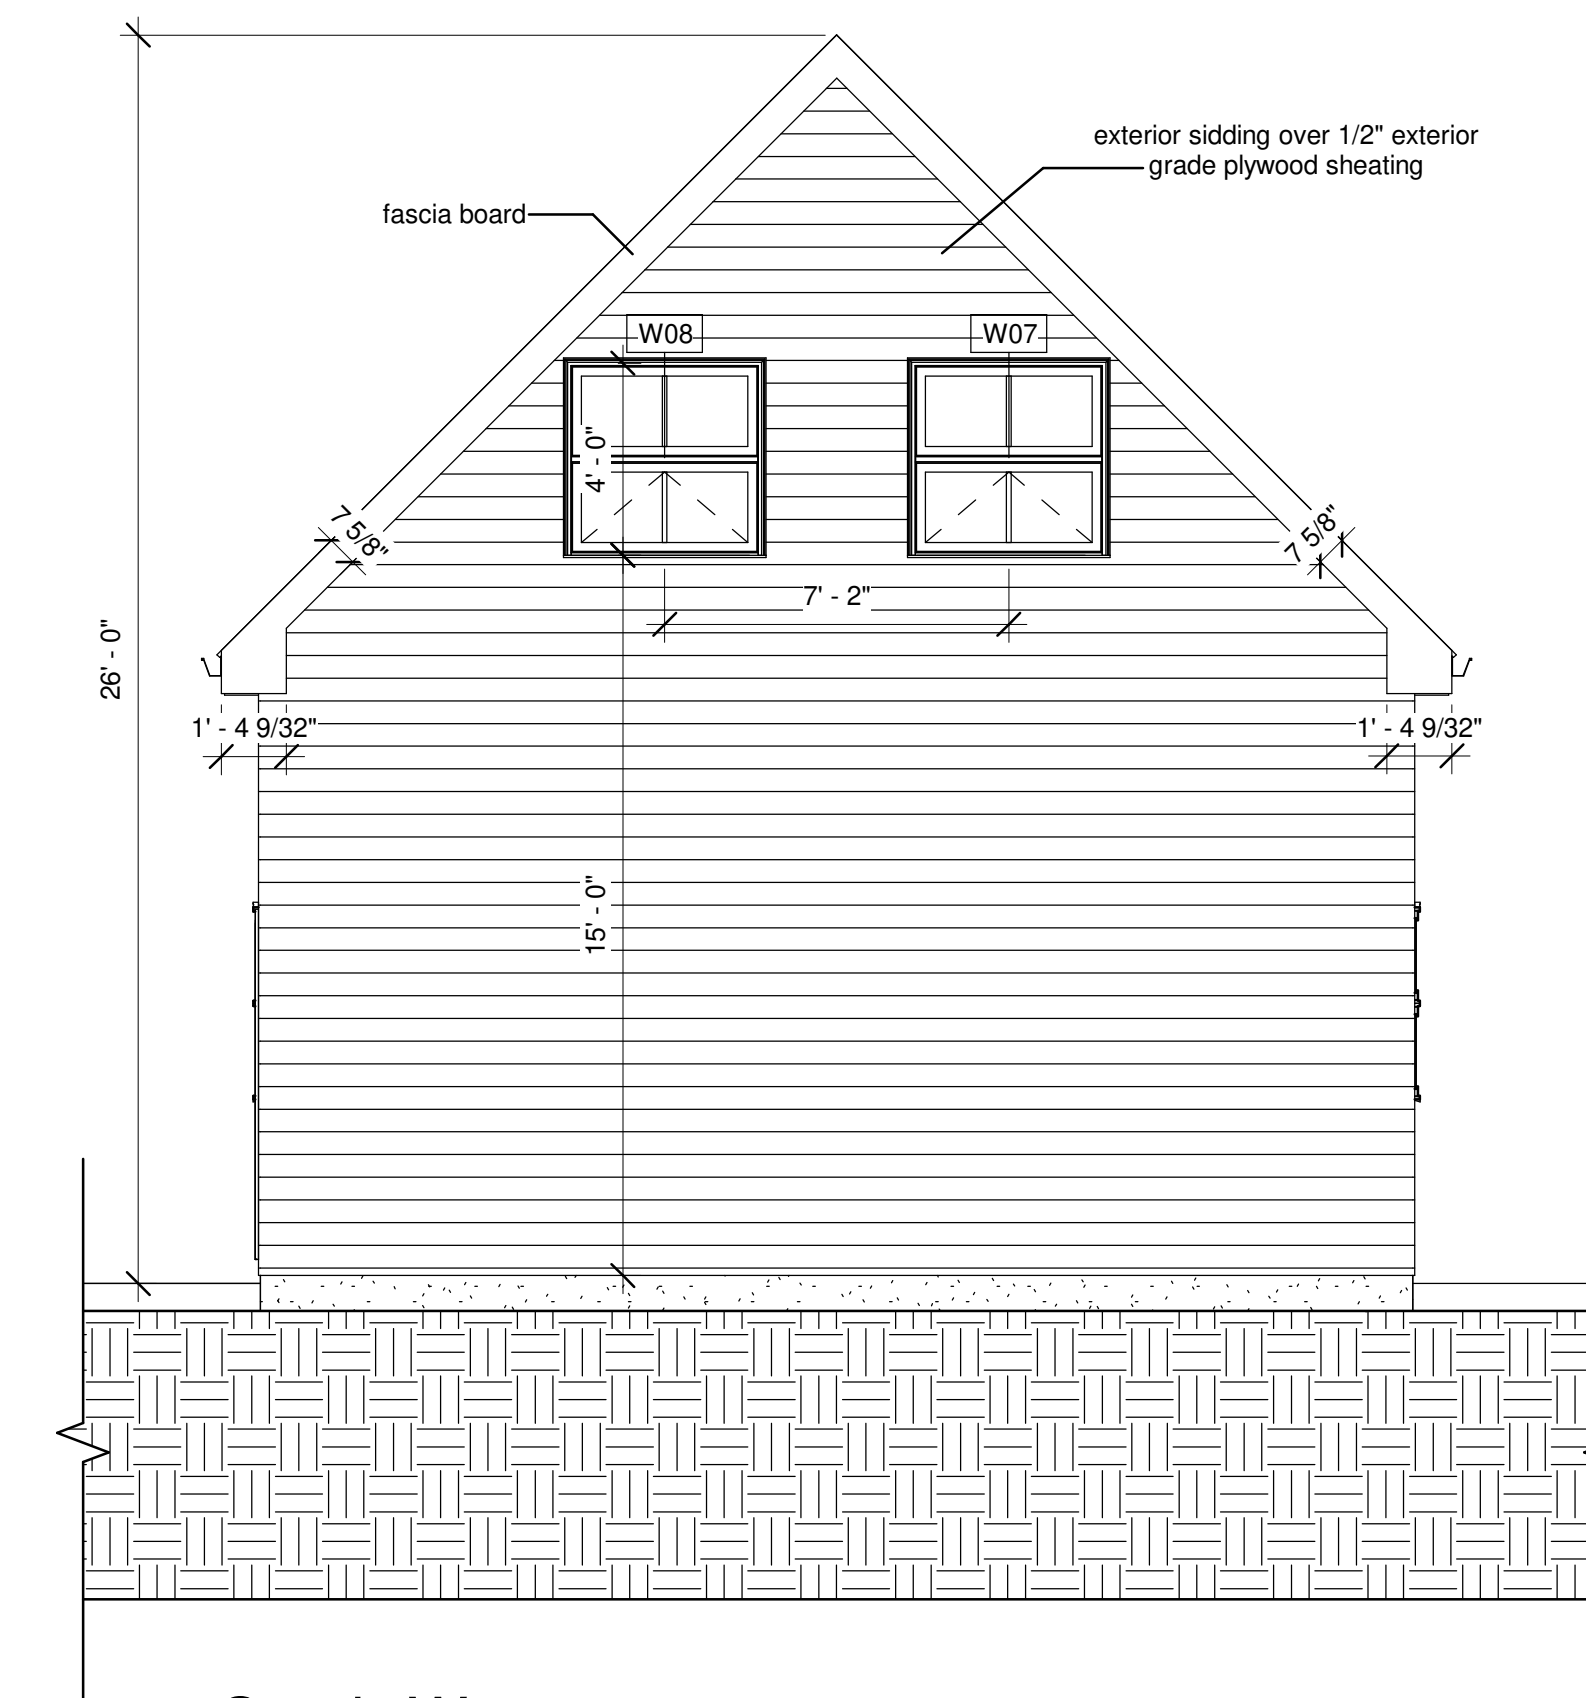 exterior sidding over 1/2" exterior
grade plywood sheating
fascia board
W08
W07
4' - 0"
7 5/8"
7 5/8"
7' - 2"
26' - 0"
1' - 4 9/32"
1' - 4 9/32"
15' - 0"